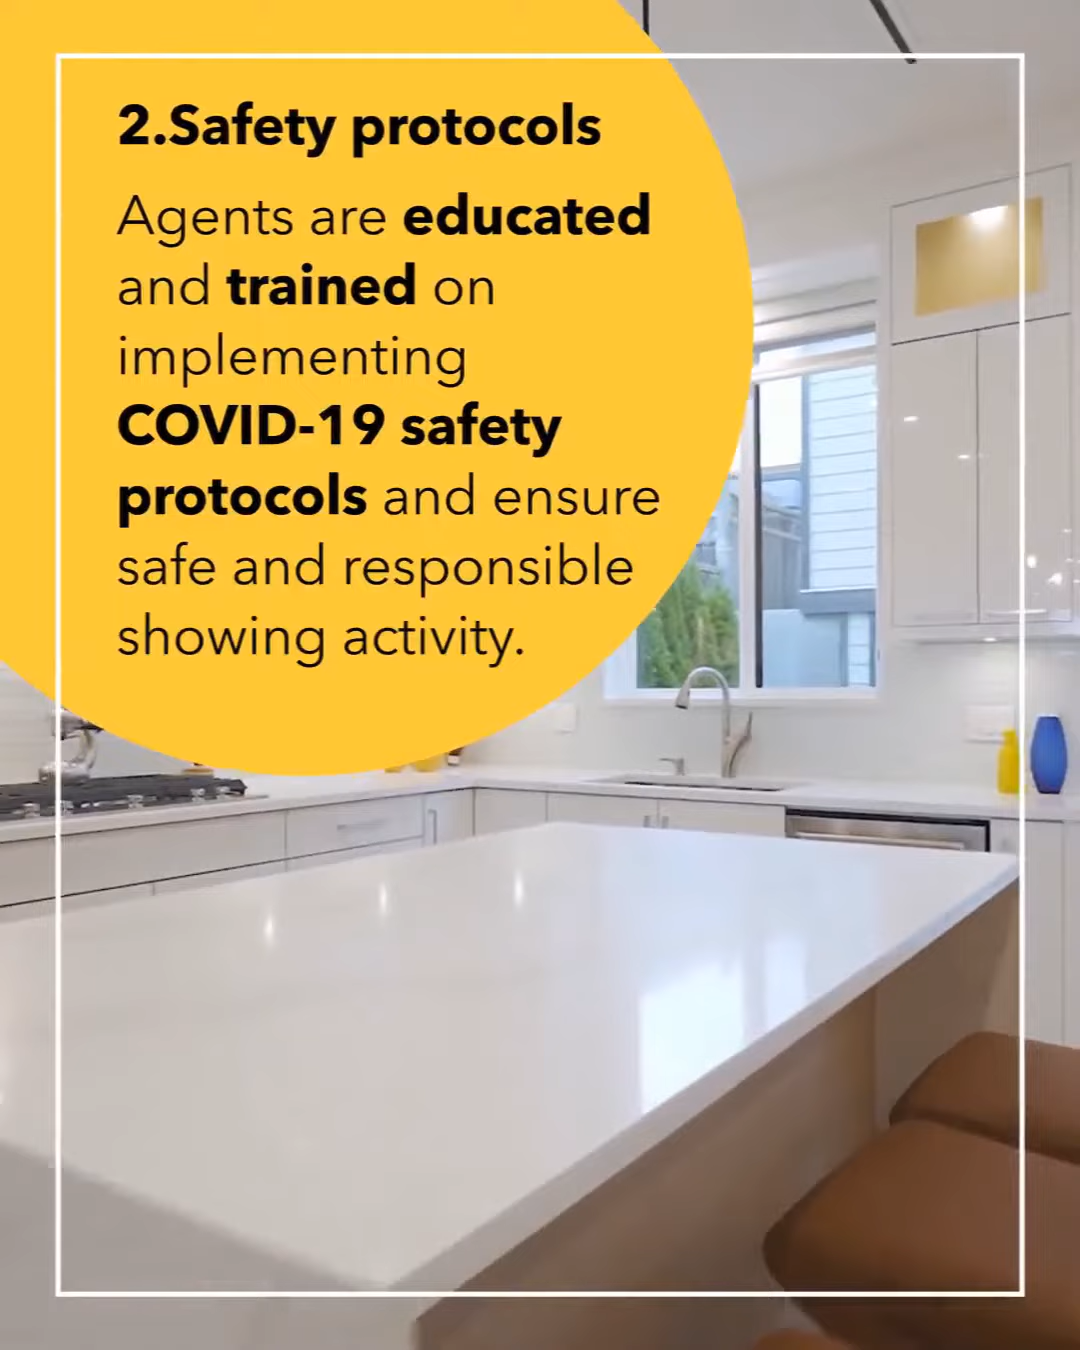 2.Safety protocols
Agents are educated
and trained on
implementing
COVID-19 safety
protocols and ensure
safe and responsible
showing activity.